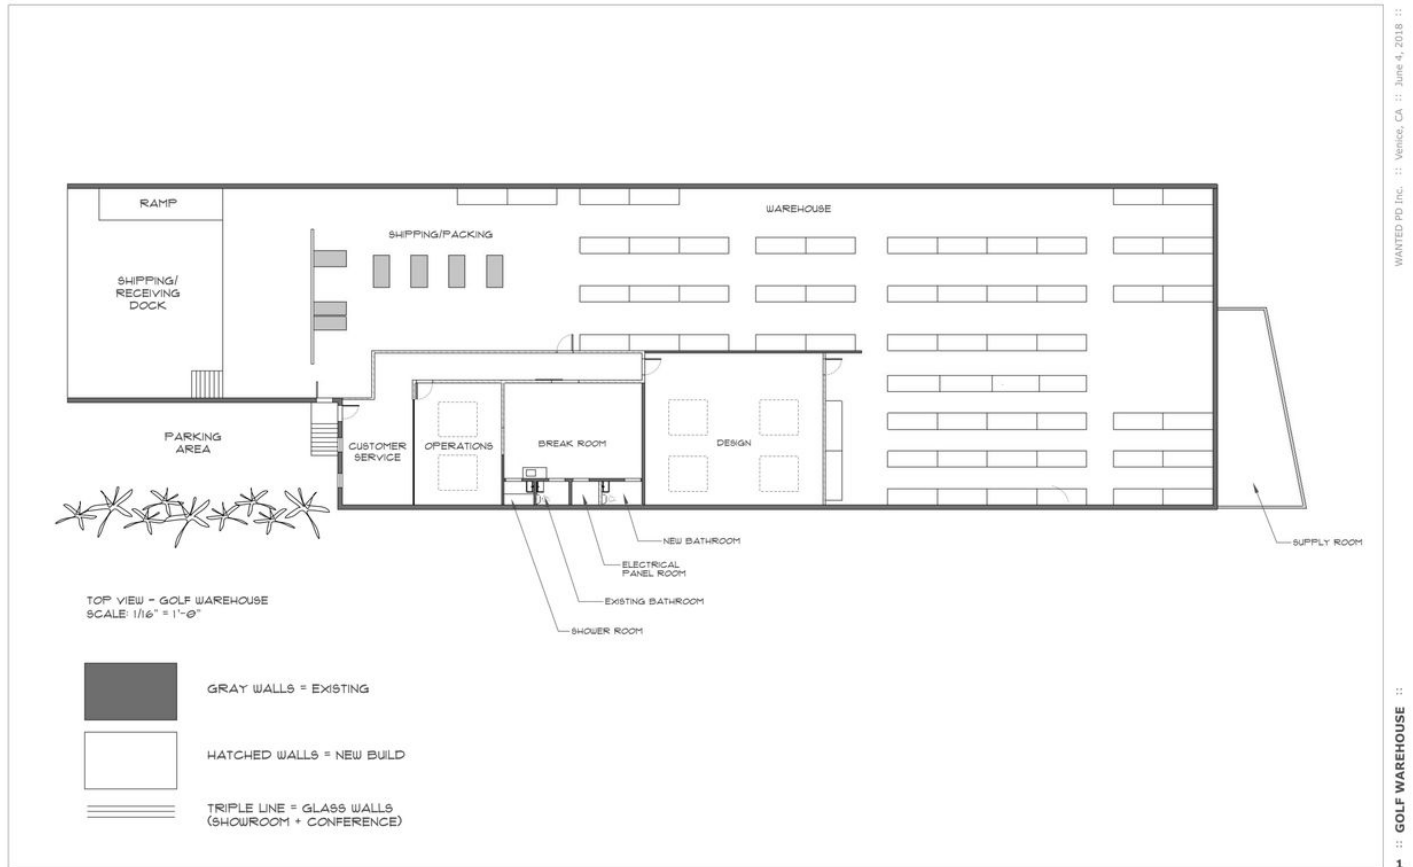 RAMP
WAREHOUSE
SHIPPING/PACKING
SHIPPING/
RECEIVING
DOCK
PARKING
AREA
CUSTOMER
SERVICE
OPERATIONS
BREAK ROOM
DESIGN
NEW BATHROOM
SUPPLY ROOM
ELECTRICAL
PANEL ROOM
EXISTING BATHROOM
SHOWER ROOM
TOP VIEW - GOLF WAREHOUSE
SCALE: 1/16" = 1'-0"
GRAY WALLS = EXISTING
HATCHED WALLS = NEW BUILD
TRIPLE LINE = GLASS WALLS
(SHOWROOM + CONFERENCE)
WANTED PD Inc. :: Venice, CA :: June 4, 2018 ::
1 :: GOLF WAREHOUSE ::